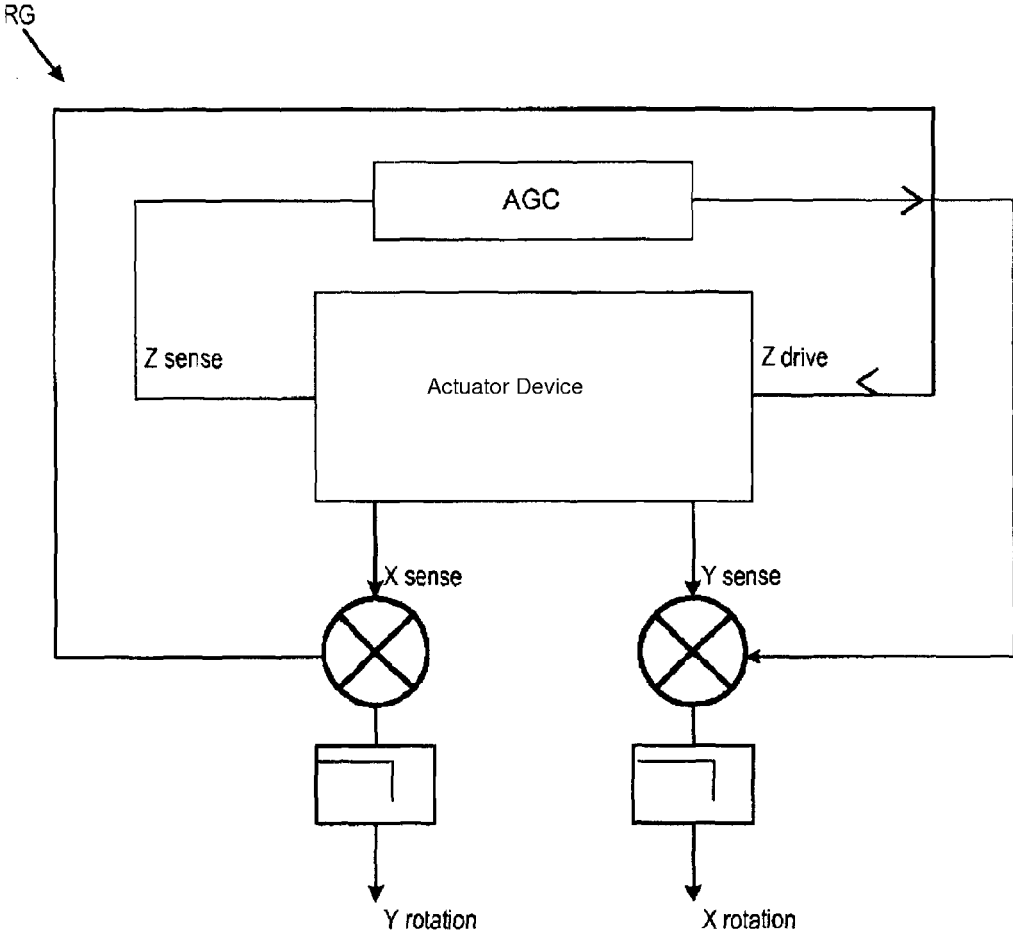 RG
AGC
Z sense
Z drive
Actuator Device
X sense
Y sense
Y rotation
X rotation